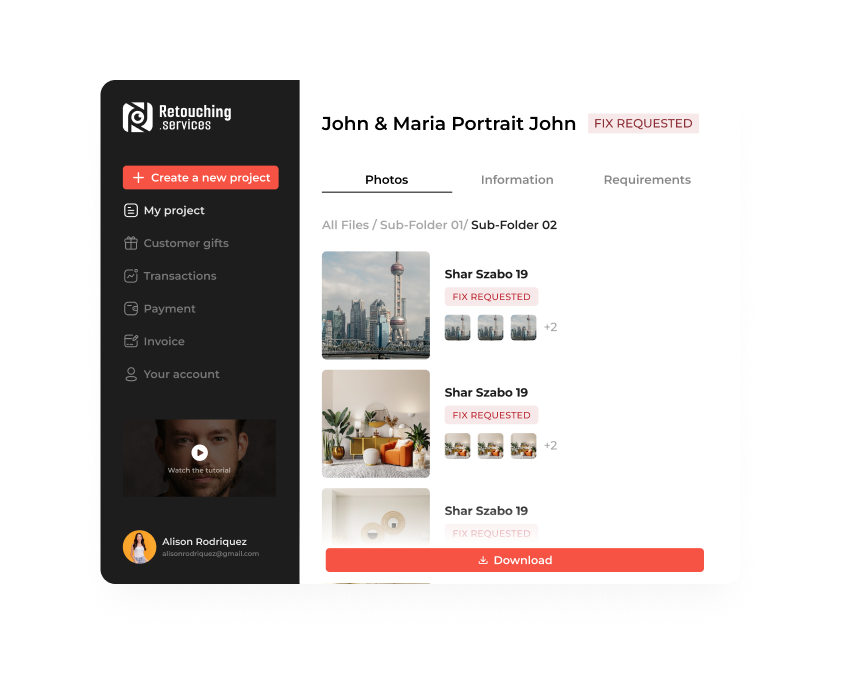 Retouching
.services
Create a new project
My project
Customer gifts
Transactions
Payment
Invoice
Your account
Watch the tutorial
Alison Rodriquez
alisonrodriquez@gmail.com
John & Maria Portrait John FIX REQUESTED
Photos Information Requirements
All Files / Sub-Folder 01/ Sub-Folder 02
Shar Szabo 19
FIX REQUESTED
+2
Shar Szabo 19
FIX REQUESTED
+2
Shar Szabo 19
FIX REQUESTED
Download